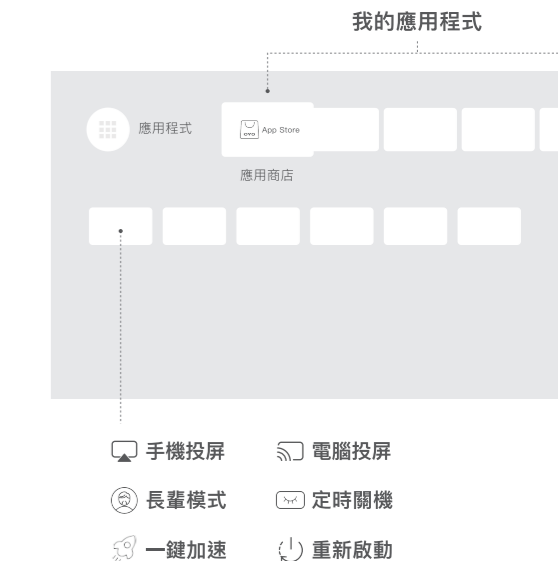 我的應用程式
應用程式
OVO App Store
應用商店
手機投屏 電腦投屏
長輩模式 定時關機
一鍵加速 重新啟動